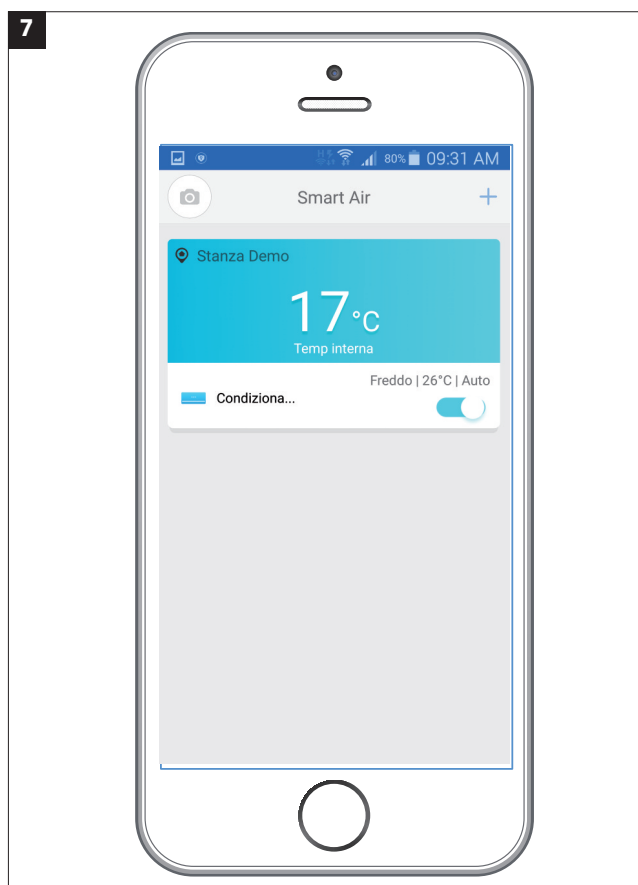 7
80% 09:31 AM
Smart Air +
Stanza Demo
17°C
Temp interna
Freddo | 26°C | Auto
Condiziona...